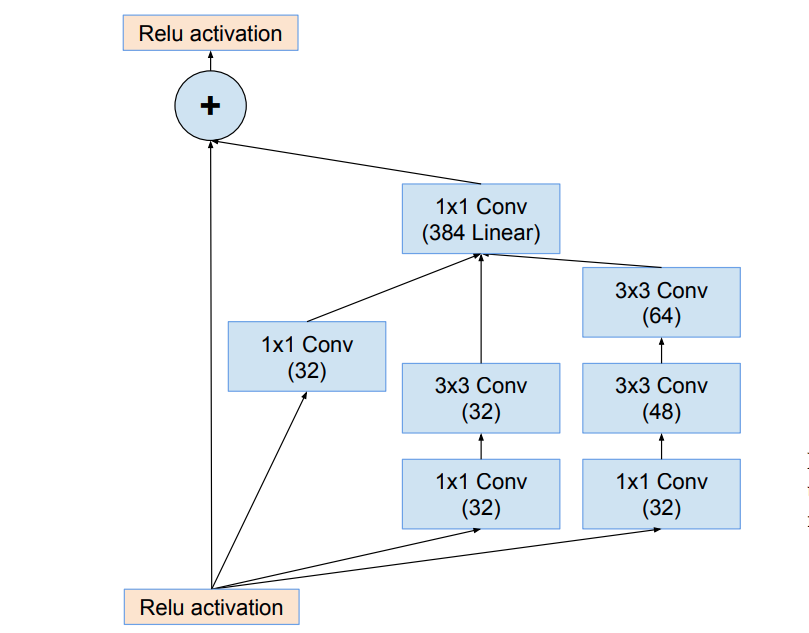 Relu activation
+
1x1 Conv
(384 Linear)
3x3 Conv
(64)
1x1 Conv
(32)
3x3 Conv
(32)
3x3 Conv
(48)
1x1 Conv
(32)
1x1 Conv
(32)
Relu activation